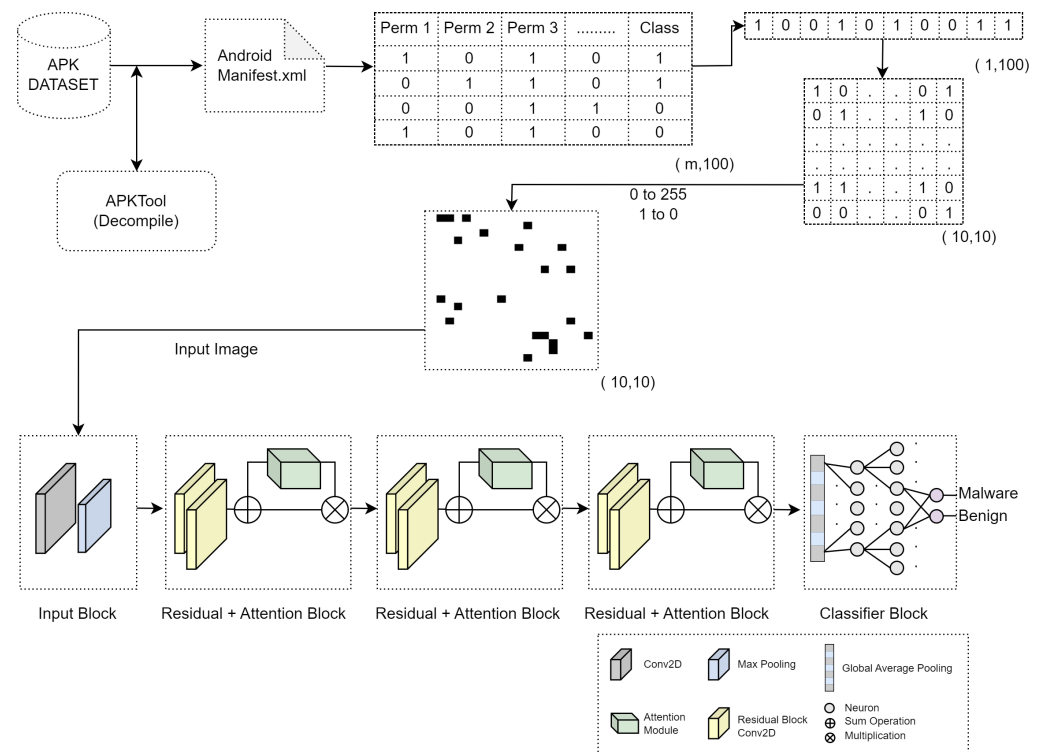 APK
DATASET
Android
Manifest.xml
APKTool
(Decompile)
Perm 1 Perm 2 Perm 3 ......... Class
1 0 1 0 1
0 1 1 0 1
0 0 1 1 0
1 0 1 0 0
( m,100)
1 0 0 1 0 1 0 0 1 1
( 1,100)
1 0 . . 0 1
0 1 . . 1 0
. . . . . .
. . . . . .
1 1 . . 1 0
0 0 . . 0 1
( 10,10)
0 to 255
1 to 0
( 10,10)
Input Image
Malware
Benign
Input Block
Residual + Attention Block
Residual + Attention Block
Residual + Attention Block
Classifier Block
Conv2D
Max Pooling
Global Average Pooling
Attention
Module
Residual Block
Conv2D
Neuron
Sum Operation
Multiplication